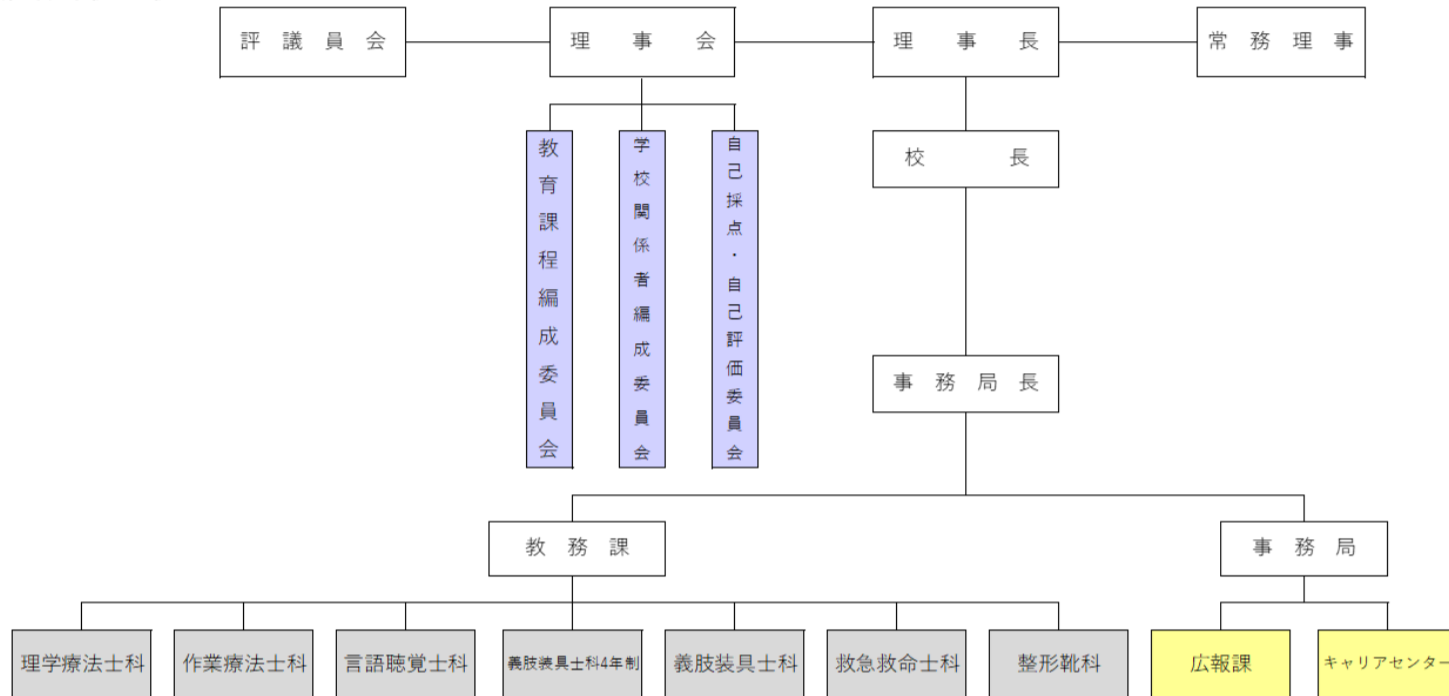 評議員会
理事会
理事長
常務理事
教育課程編成委員会
学校関係者編成委員会
自己採点・自己評価委員会
校長
事務局長
教務課
事務局
理学療法士科
作業療法士科
言語聴覚士科
義肢装具士科4年制
義肢装具士科
救急救命士科
整形靴科
広報課
キャリアセンター